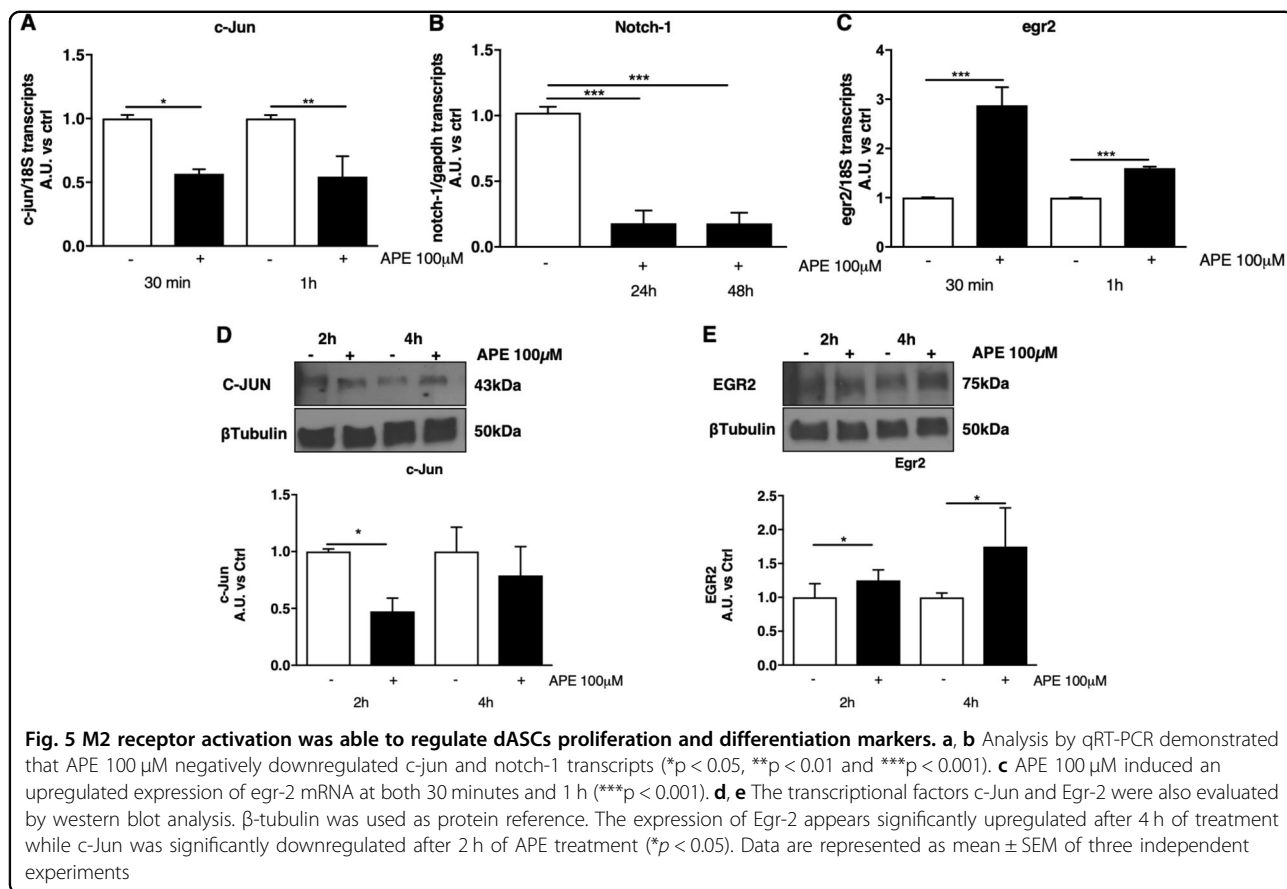 A
c-Jun
c-jun/18S transcripts
A.U. vs ctrl
1.5
1.0
0.5
0.0
*
**
- + - + APE 100µM
30 min 1h
B
Notch-1
notch-1/gapdh transcripts
A.U. vs ctrl
1.5
1.0
0.5
0.0
***
***
- + + APE 100µM
24h 48h
C
egr2
egr2/18S transcripts
A.U. vs ctrl
4
3
2
1
0
***
***
- + - + APE 100µM
30 min 1h
D
2h 4h
- + - + APE 100µM
C-JUN 43kDa
βTubulin 50kDa
c-Jun
c-Jun
A.U. vs Ctrl
1.5
1.0
0.5
0.0
*
- + - + APE 100µM
2h 4h
E
2h 4h
- + - + APE 100µM
EGR2 75kDa
βTubulin 50kDa
Egr2
EGR2
A.U. vs Ctrl
2.5
2.0
1.5
1.0
0.5
0.0
*
*
- + - + APE 100µM
2h 4h
Fig. 5 M2 receptor activation was able to regulate dASCs proliferation and differentiation markers. a, b Analysis by qRT-PCR demonstrated
that APE 100 µM negatively downregulated c-jun and notch-1 transcripts (*p < 0.05, **p < 0.01 and ***p < 0.001). c APE 100 µM induced an
upregulated expression of egr-2 mRNA at both 30 minutes and 1 h (***p < 0.001). d, e The transcriptional factors c-Jun and Egr-2 were also evaluated
by western blot analysis. β-tubulin was used as protein reference. The expression of Egr-2 appears significantly upregulated after 4 h of treatment
while c-Jun was significantly downregulated after 2 h of APE treatment (*p < 0.05). Data are represented as mean ± SEM of three independent
experiments